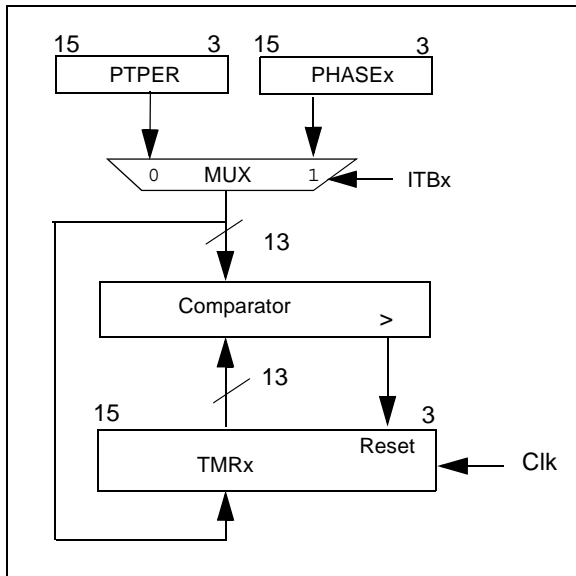 15 3 15 3
PTPER PHASEx
0 MUX 1
ITBx
13
Comparator
>
13
15 3
Reset
TMRx Clk